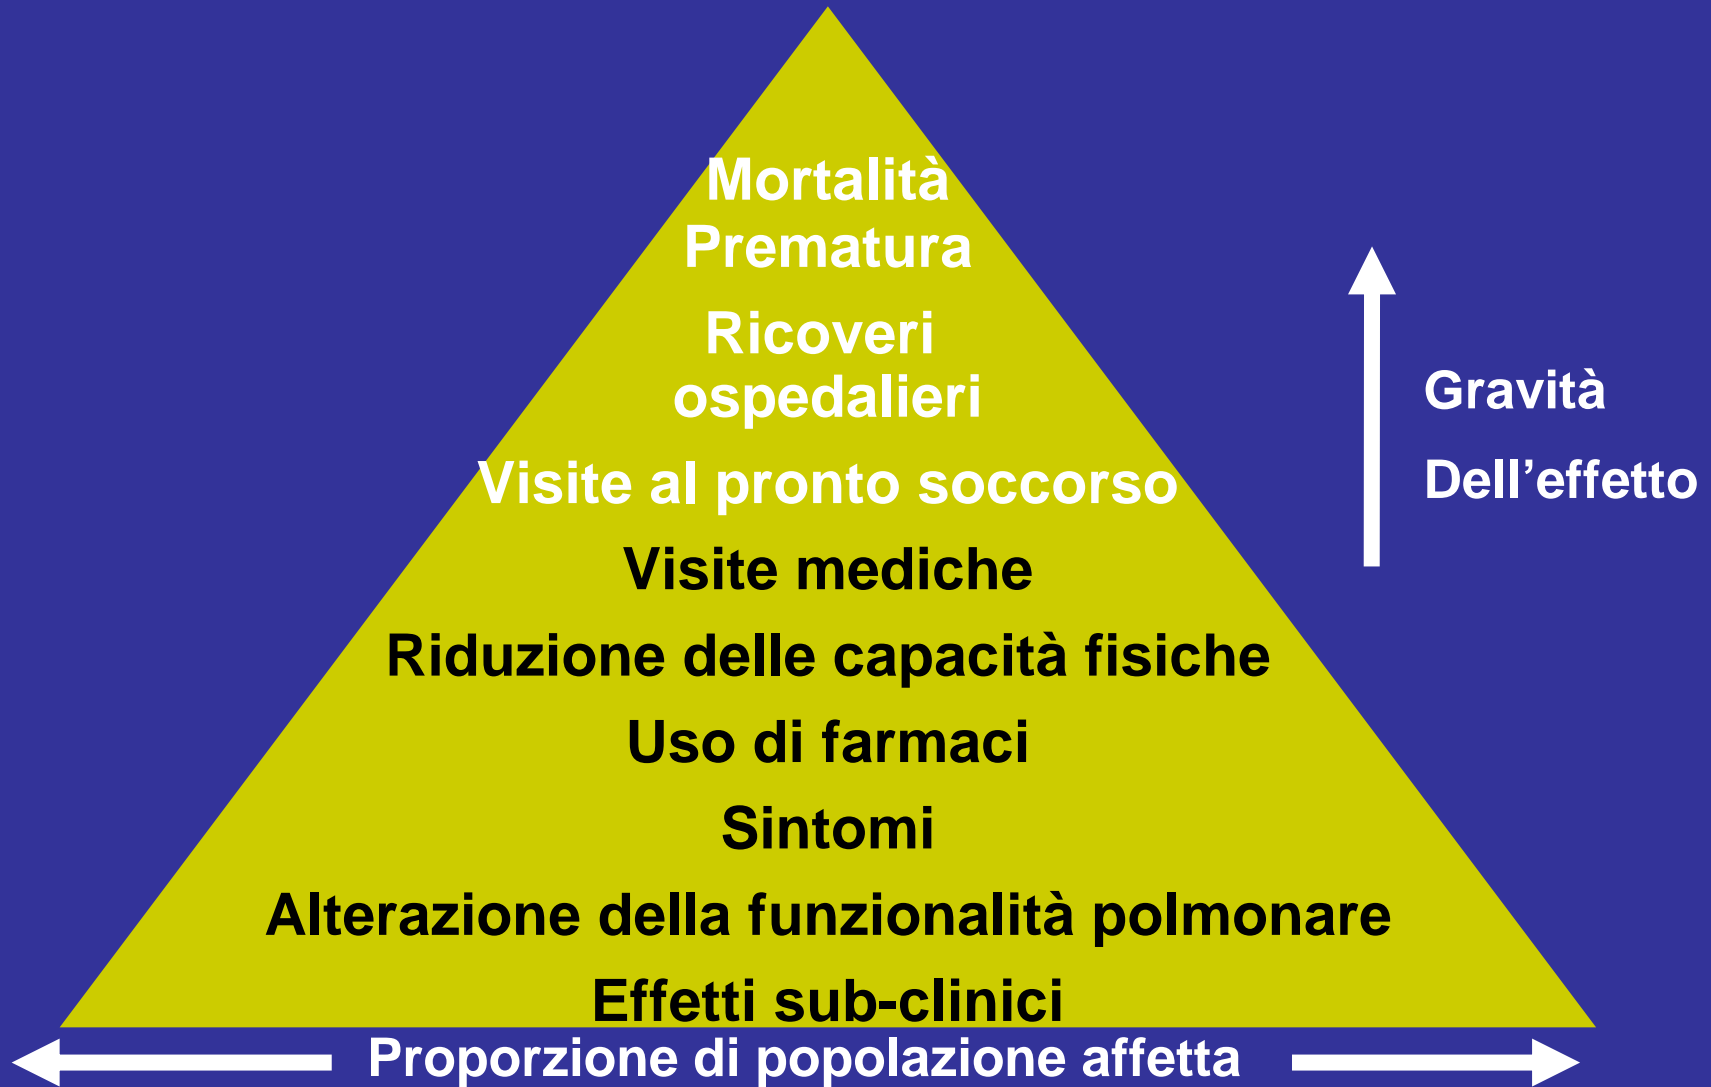 Mortalità
Prematura
Ricoveri
ospedalieri
Visite al pronto soccorso
Visite mediche
Riduzione delle capacità fisiche
Uso di farmaci
Sintomi
Alterazione della funzionalità polmonare
Effetti sub-clinici
Proporzione di popolazione affetta
Gravità
Dell’effetto